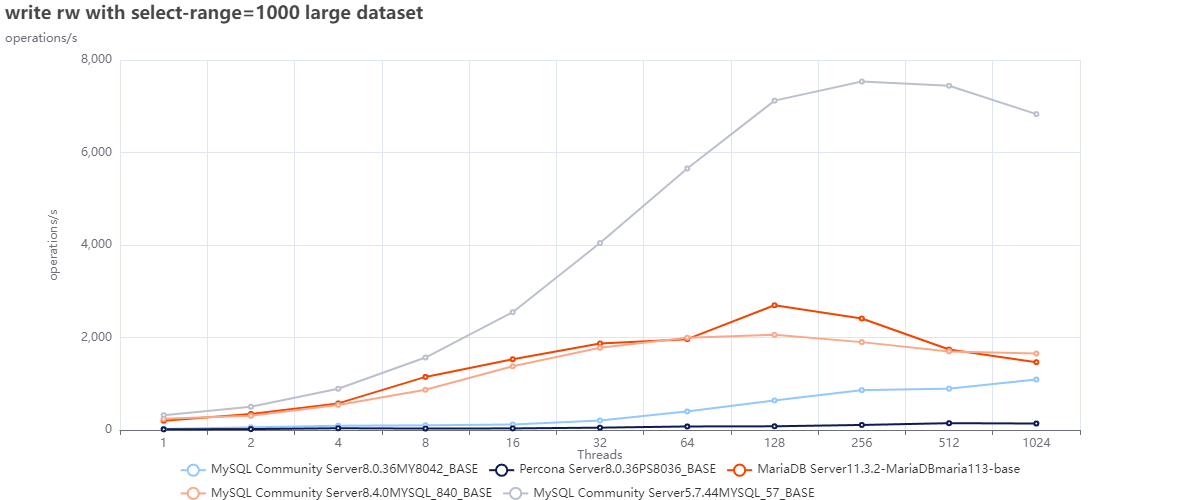 write rw with select-range=1000 large dataset
operations/s
8,000
6,000
4,000
2,000
0
operations/s
1 2 4 8 16 32 64 128 256 512 1024
Threads
MySQL Community Server8.0.36MY8042_BASE Percona Server8.0.36PS8036_BASE MariaDB Server11.3.2-MariaDBmaria113-base
MySQL Community Server8.4.0MYSQL_840_BASE MySQL Community Server5.7.44MYSQL_57_BASE